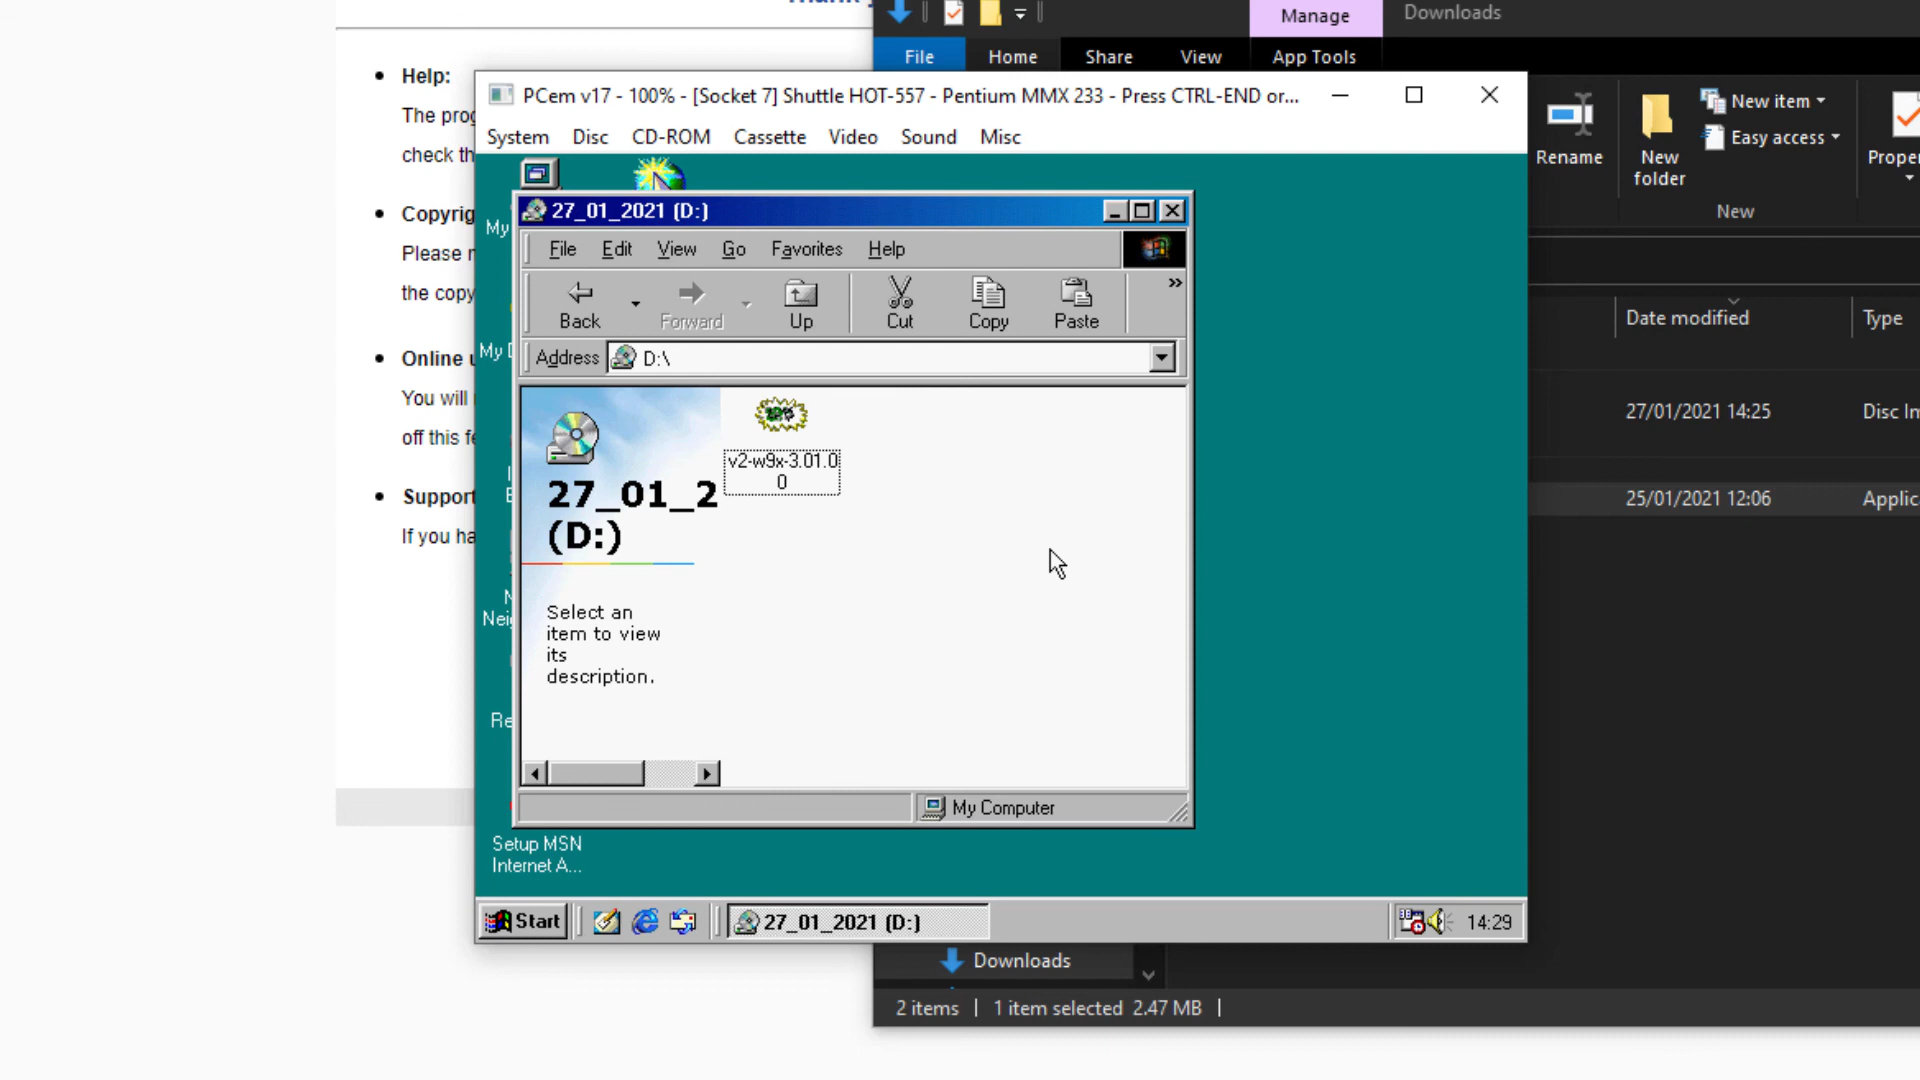 Manage
Downloads
File
Home
Share
View
App Tools
Help:
The prog
check th
Copyrig
Please n
the copy
Online u
You will
off this fe
Support
If you ha
PCem v17 - 100% - [Socket 7] Shuttle HOT-557 - Pentium MMX 233 - Press CTRL-END or...
System
Disc
CD-ROM
Cassette
Video
Sound
Misc
Rename
New
folder
New item
Easy access
Proper
New
Date modified
Type
27/01/2021 14:25
Disc Im
25/01/2021 12:06
Applic
My
My D
Nei
Re
Setup MSN
Internet A...
27_01_2021 (D:)
File
Edit
View
Go
Favorites
Help
Back
Forward
Up
Cut
Copy
Paste
Address
D:\
27_01_2
(D:)
Select an
item to view
its
description.
v2-w9x-3.01.0
0
My Computer
Start
27_01_2021 (D:)
14:29
Downloads
2 items
1 item selected 2.47 MB